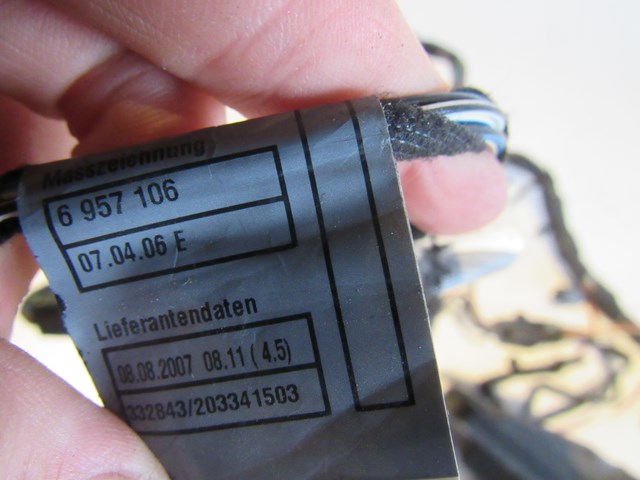 Masszeichnung
6 957 106
07.04.06 E
Lieferantendaten
08.08.2007 08.11 ( 4.5)
332843/203341503